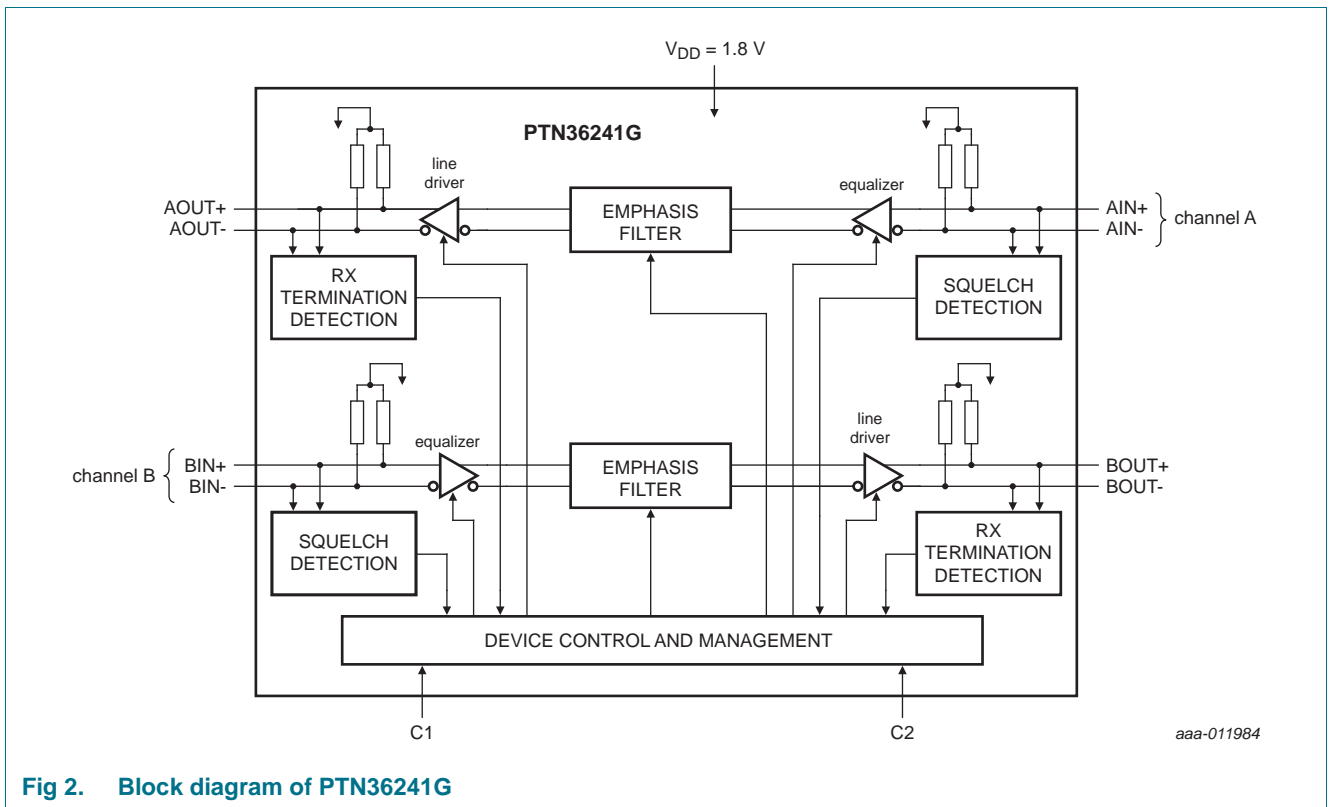 VDD = 1.8 V
PTN36241G
line
driver
equalizer
AOUT+
AOUT-
EMPHASIS
FILTER
AIN+
AIN-
channel A
RX
TERMINATION
DETECTION
SQUELCH
DETECTION
equalizer
line
driver
channel B
BIN+
BIN-
EMPHASIS
FILTER
BOUT+
BOUT-
SQUELCH
DETECTION
RX
TERMINATION
DETECTION
DEVICE CONTROL AND MANAGEMENT
C1
C2
aaa-011984
Fig 2. Block diagram of PTN36241G